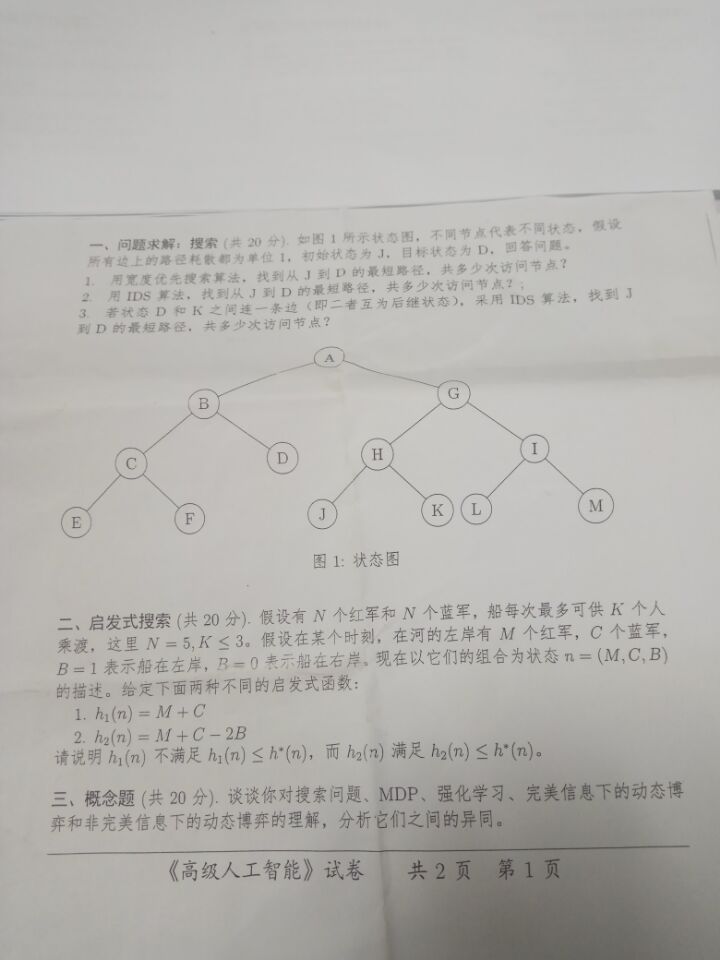 一、问题求解：搜索 (共 20 分). 如图 1 所示状态图，不同节点代表不同状态，假设
所有边上的路径耗散都为单位 1，初始状态为 J，目标状态为 D，回答问题。
1. 用宽度优先搜索算法，找到从 J 到 D 的最短路径，共多少次访问节点？
2. 用 IDS 算法，找到从 J 到 D 的最短路径，共多少次访问节点？；
3. 若状态 D 和 K 之间连一条边（即二者互为后继状态），采用 IDS 算法，找到 J
到 D 的最短路径，共多少次访问节点？
A
B
G
C
D
H
I
E
F
J
K
L
M
图 1: 状态图
二、启发式搜索 (共 20 分). 假设有 N 个红军和 N 个蓝军，船每次最多可供 K 个人
乘渡，这里 N = 5, K ≤ 3。假设在某个时刻，在河的左岸有 M 个红军，C 个蓝军，
B = 1 表示船在左岸，B = 0 表示船在右岸。现在以它们的组合为状态 n = (M, C, B)
的描述。给定下面两种不同的启发式函数：
1. h₁(n) = M + C
2. h₂(n) = M + C − 2B
请说明 h₁(n) 不满足 h₁(n) ≤ h*(n)，而 h₂(n) 满足 h₂(n) ≤ h*(n)。
三、概念题 (共 20 分). 谈谈你对搜索问题、MDP、强化学习、完美信息下的动态博
弈和非完美信息下的动态博弈的理解，分析它们之间的异同。
《高级人工智能》试卷 共 2 页 第 1 页